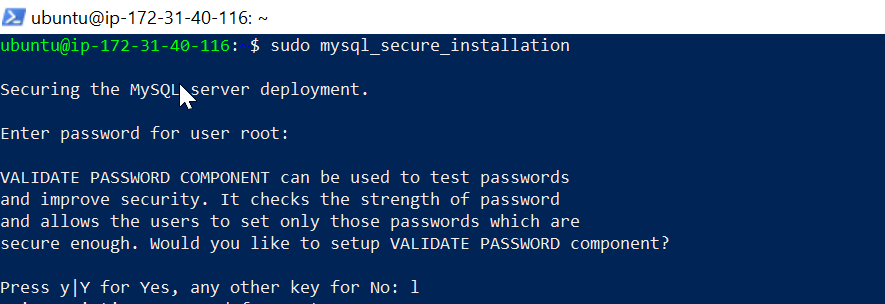 ubuntu@ip-172-31-40-116: ~
ubuntu@ip-172-31-40-116:~$ sudo mysql_secure_installation
Securing the MySQL server deployment.
Enter password for user root:
VALIDATE PASSWORD COMPONENT can be used to test passwords
and improve security. It checks the strength of password
and allows the users to set only those passwords which are
secure enough. Would you like to setup VALIDATE PASSWORD component?
Press y|Y for Yes, any other key for No: l